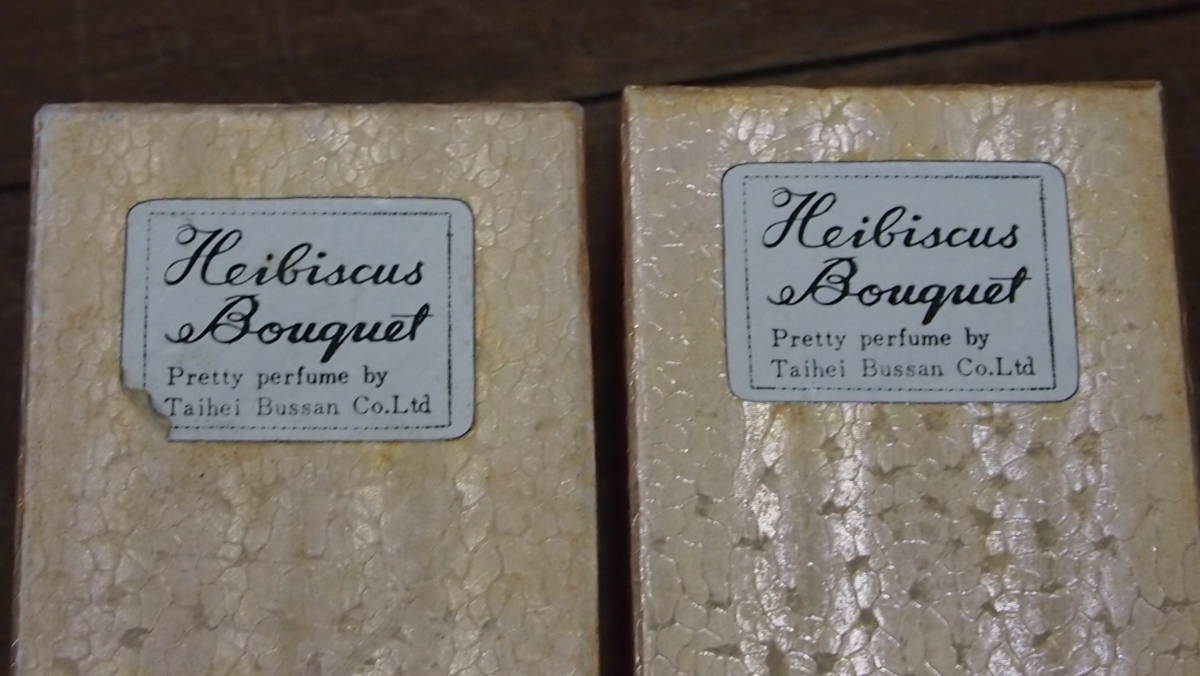 Heibiscus
Bouquet
Pretty perfume by
Taihei Bussan Co.Ltd
Heibiscus
Bouquet
Pretty perfume by
Taihei Bussan Co.Ltd